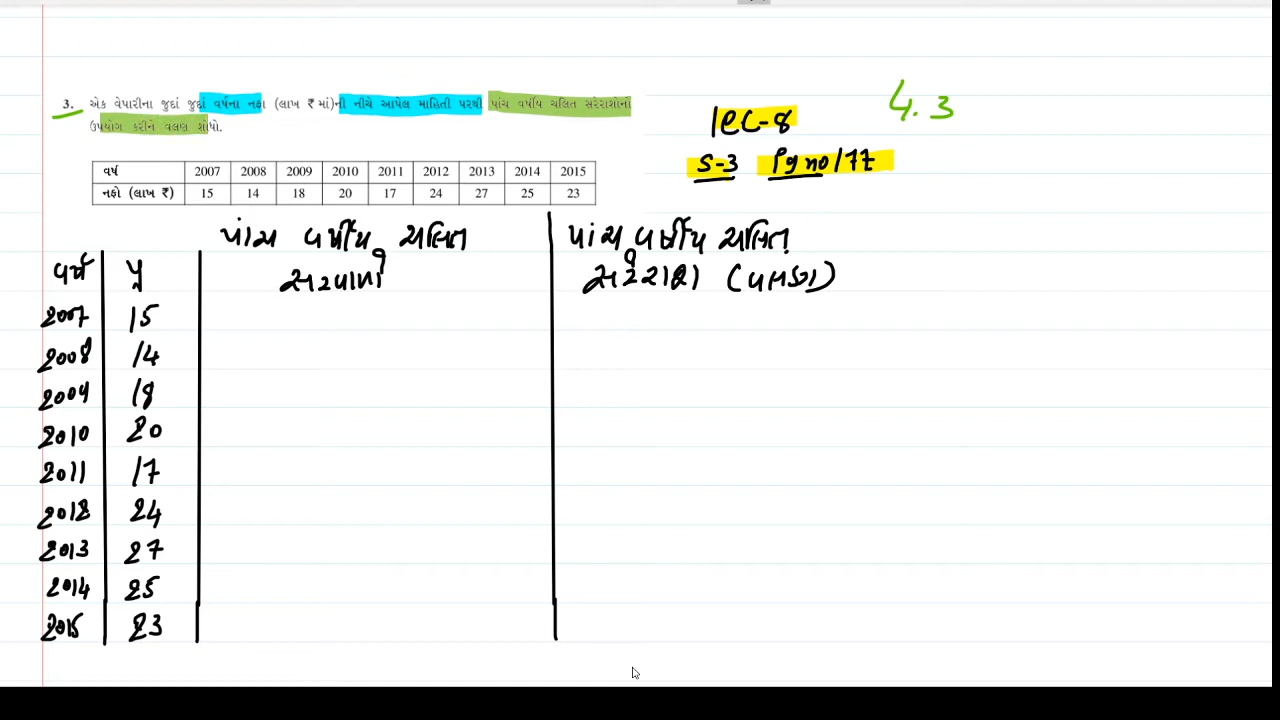 3. એક વેપારીના જુદાં જુદાં વર્ષના નફા (લાખ ₹ માં)ની નીચે આપેલ માહિતી પરથી પાંચ વર્ષીય ચલિત સરેરાશોનો
ઉપયોગ કરીને વલણ શોધો.
4.3
lec-8
S-3 Pg no/77
વર્ષ 2007 2008 2009 2010 2011 2012 2013 2014 2015
નફો (લાખ ₹) 15 14 18 20 17 24 27 25 23
પાંચ વર્ષીય ચલિત
સરવાળો
પાંચ વર્ષીય ચલિત
સરેરાશ (વલણ)
વર્ષ y
2007 15
2008 14
2009 18
2010 20
2011 17
2012 24
2013 27
2014 25
2015 23